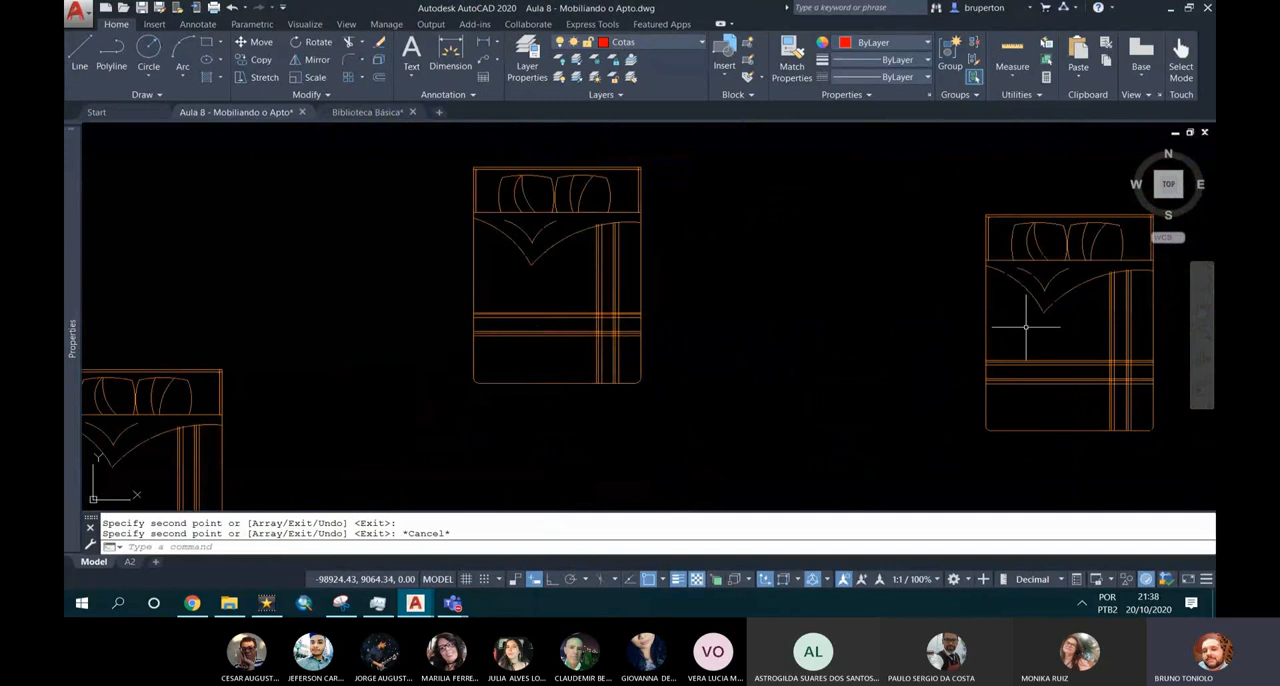 Autodesk AutoCAD 2020 Aula 8 - Mobiliando o Apto.dwg
Type a keyword or phrase
bruperton
Home Insert Annotate Parametric Visualize View Manage Output Add-ins Collaborate Express Tools Featured Apps
Line Polyline Circle Arc
Move Rotate
Copy Mirror
Stretch Scale
Text Dimension
Layer Properties
Cotas
Insert
Match Properties
ByLayer
ByLayer
ByLayer
Group
Measure
Paste
Base
Select Mode
Draw Modify Annotation Layers Block Properties Groups Utilities Clipboard View Touch
Start Aula 8 - Mobiliando o Apto* Biblioteca Básica*
N
W TOP E
S
WCS
Properties
Y
X
Specify second point or [Array/Exit/Undo] <Exit>:
Specify second point or [Array/Exit/Undo] <Exit>: *Cancel*
Type a command
Model A2
-98924.43, 9064.34, 0.00 MODEL 1:1 / 100% Decimal
POR 21:38
PTB2 20/10/2020
VO AL
CESAR AUGUST... JEFERSON CAR... JORGE AUGUST... MARILIA FERRE... JULIA ALVES LO... CLAUDEMIR BE... GIOVANNA DE... VERA LUCIA M... ASTROGILDA SUARES DOS SANTOS... PAULO SERGIO DA COSTA MONIKA RUIZ BRUNO TONIOLO